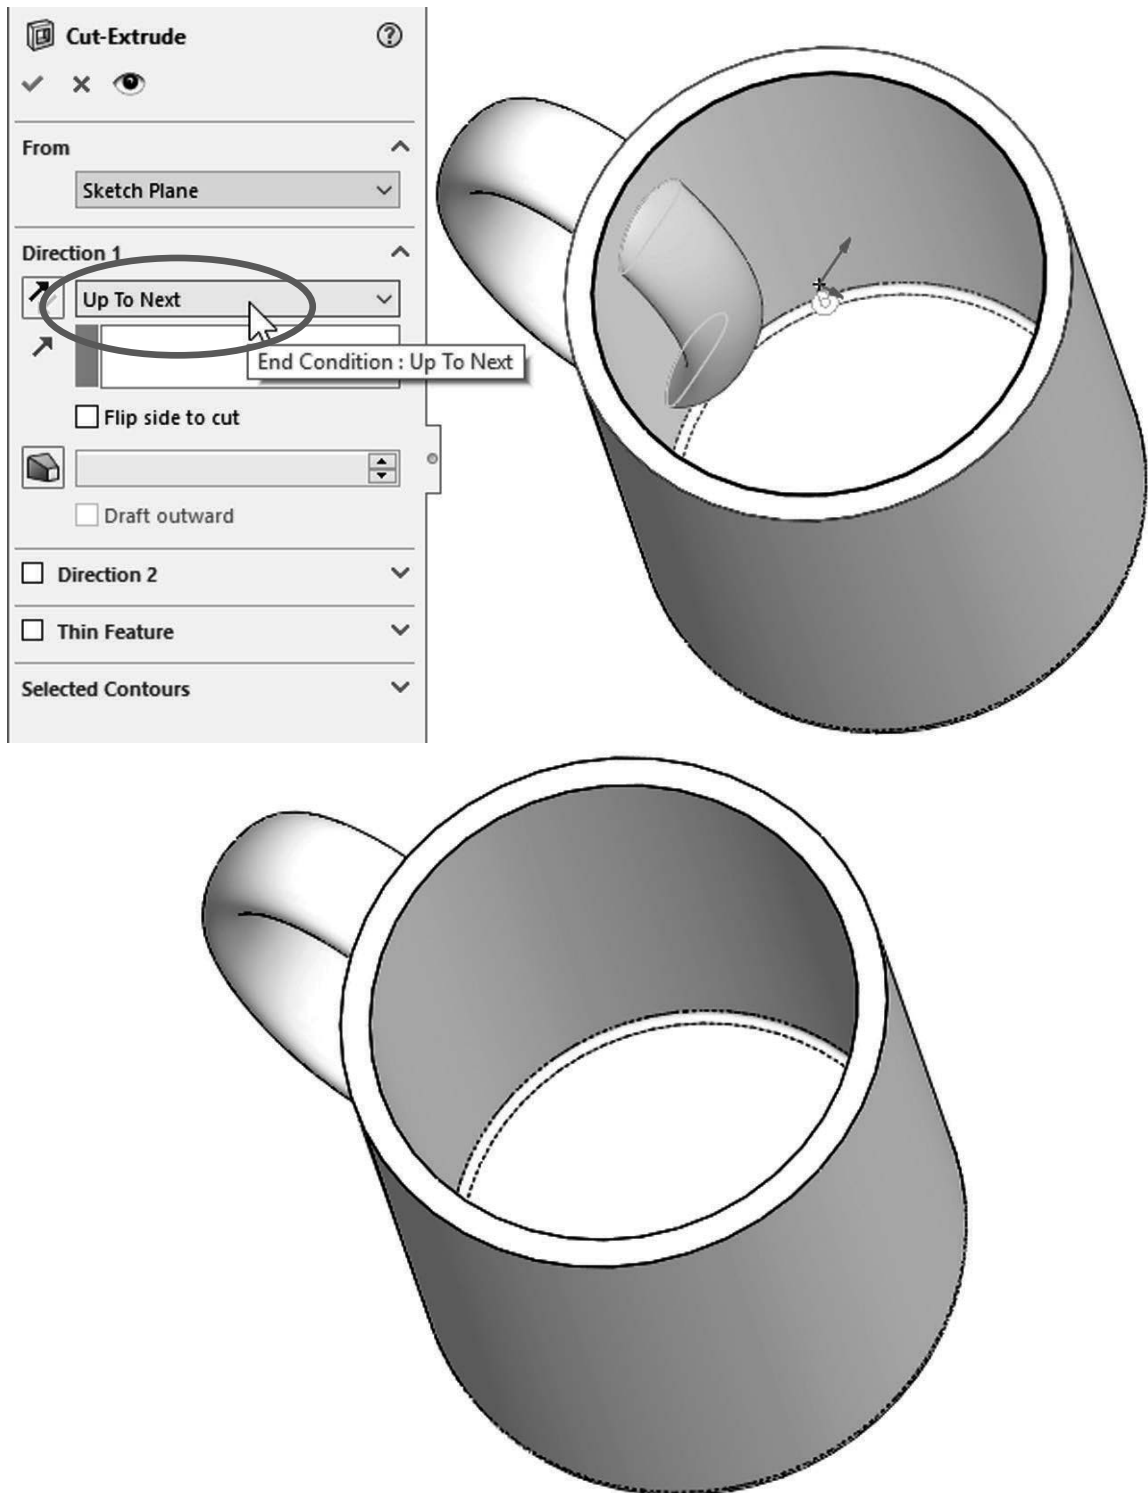 Cut-Extrude
From
Sketch Plane
Direction 1
Up To Next
End Condition : Up To Next
Flip side to cut
Draft outward
Direction 2
Thin Feature
Selected Contours